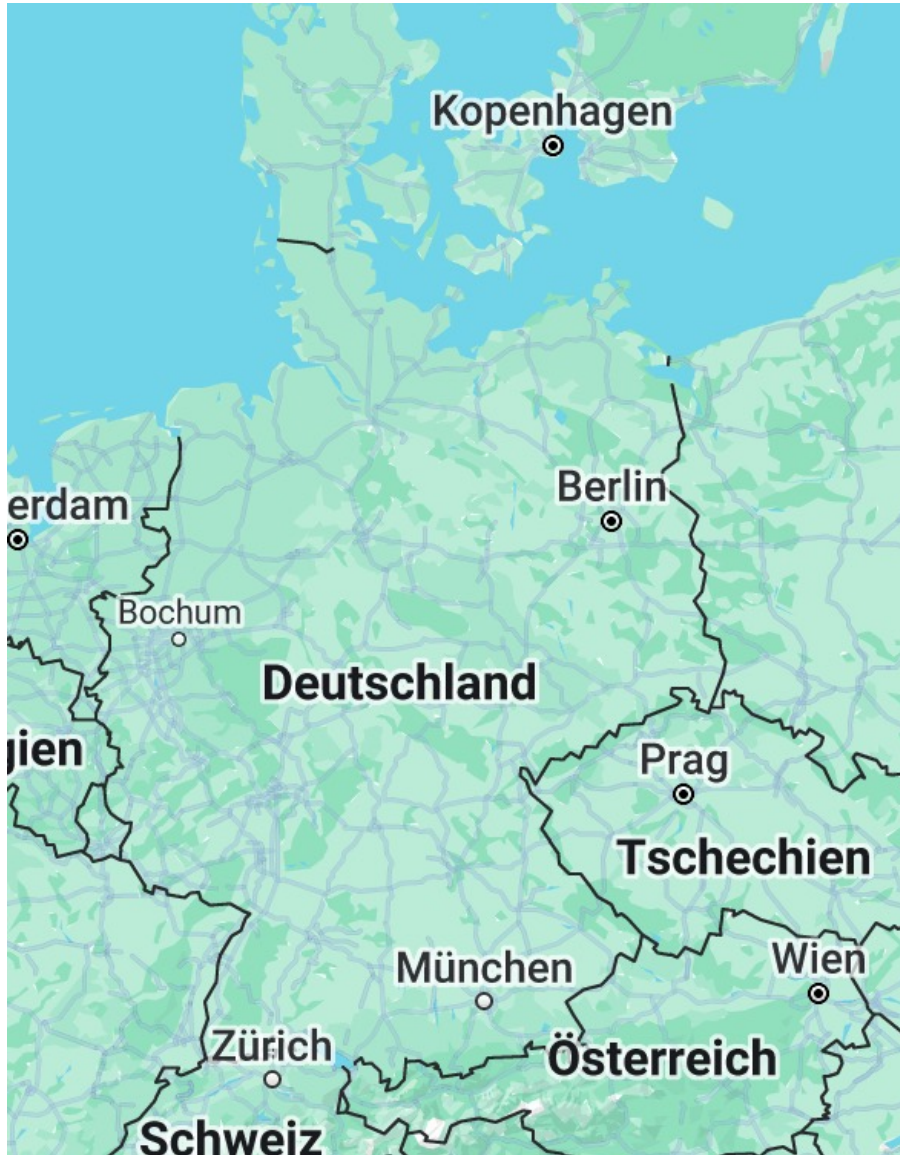 Kopenhagen
Berlin
erdam
Bochum
Deutschland
gien
Prag
Tschechien
München
Wien
Zürich
Österreich
Schweiz